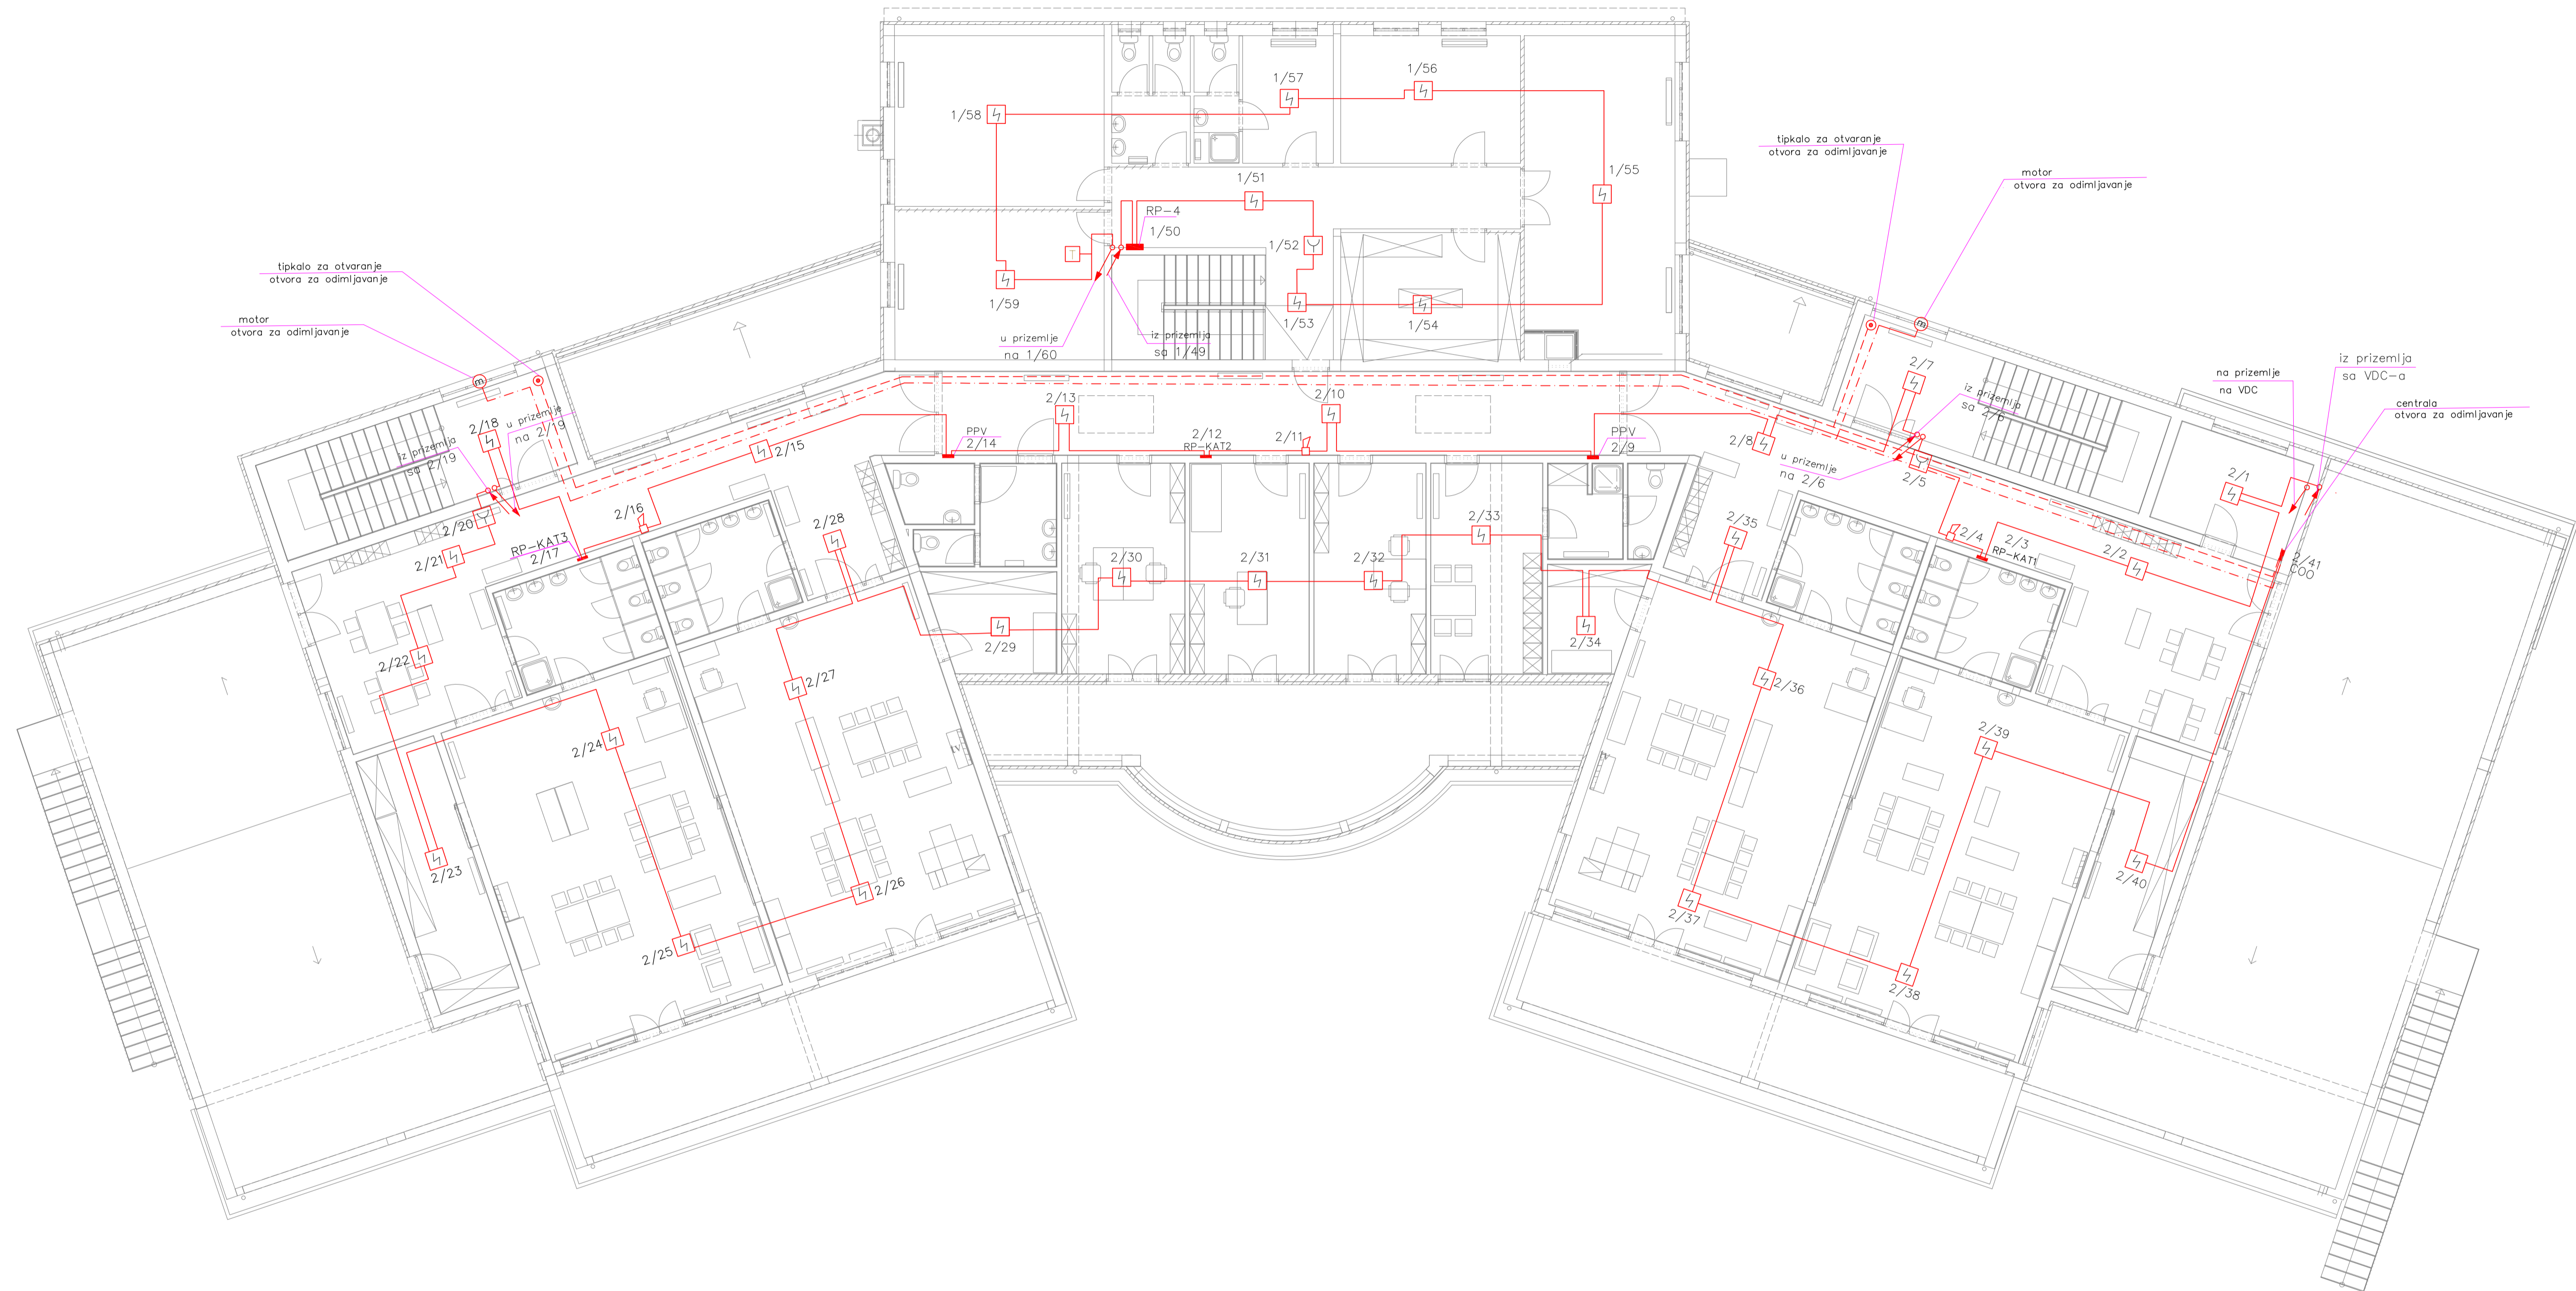 1/57
1/56
1/58
1/55
1/51
RP-4
1/50
1/52
1/59
1/53
1/54
u prizemlje
na 1/60
iz prizemlja
sa 1/49
T
tipkalo za otvaranje
otvora za odimljavanje
motor
otvora za odimljavanje
m
tipkalo za otvaranje
otvora za odimljavanje
motor
otvora za odimljavanje
m
2/7
iz prizemlja
sa 2/6
iz prizemlja
sa VDC-a
na prizemlje
na VDC
centrala
otvora za odimljavanje
2/18
u prizemlje
na 2/19
iz prizemlja
sa 2/19
2/20
2/21
2/15
2/16
RP-KAT3
2/17
2/28
PPV
2/14
2/13
2/12
RP-KAT2
2/11
2/10
PPV
2/9
2/8
u prizemlje
na 2/6
2/5
2/1
2/4
2/3
RP-KAT1
2/2
2/41
COO
2/22
2/27
2/29
2/30
2/31
2/32
2/33
2/34
2/35
2/36
2/24
2/39
2/23
2/26
2/25
2/37
2/40
2/38
tv
tv